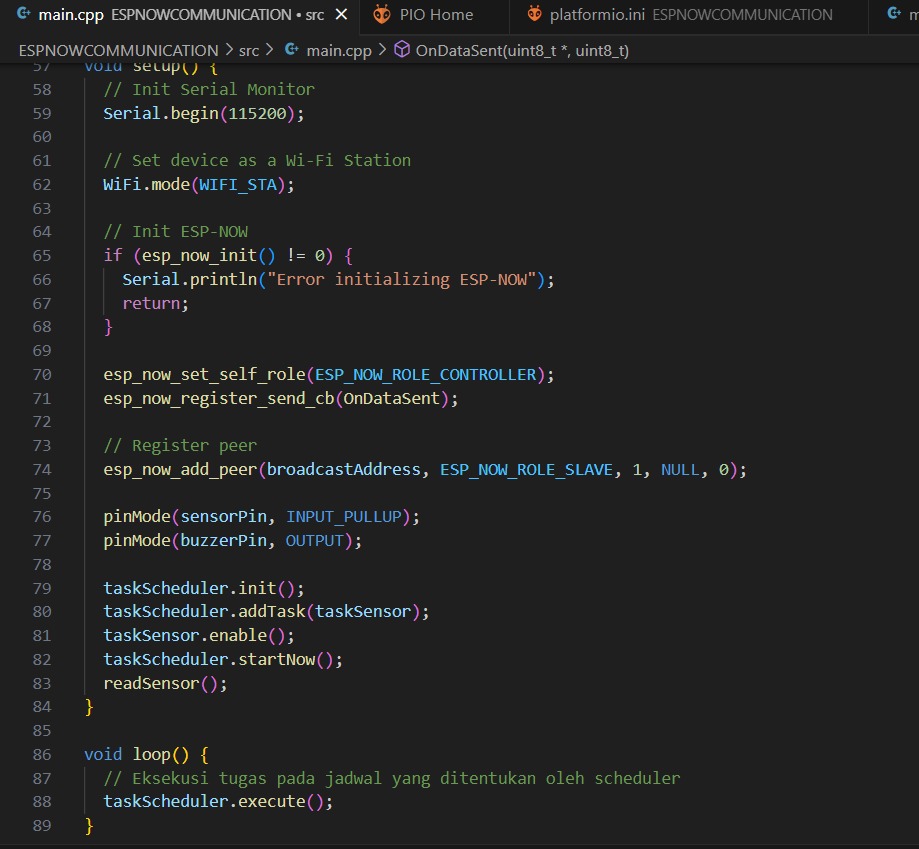 main.cpp ESPNOWCOMMUNICATION • src × PIO Home platformio.ini ESPNOWCOMMUNICATION m
ESPNOWCOMMUNICATION > src > main.cpp > OnDataSent(uint8_t *, uint8_t)
57 void setup() {
58 // Init Serial Monitor
59 Serial.begin(115200);
60
61 // Set device as a Wi-Fi Station
62 WiFi.mode(WIFI_STA);
63
64 // Init ESP-NOW
65 if (esp_now_init() != 0) {
66 Serial.println("Error initializing ESP-NOW");
67 return;
68 }
69
70 esp_now_set_self_role(ESP_NOW_ROLE_CONTROLLER);
71 esp_now_register_send_cb(OnDataSent);
72
73 // Register peer
74 esp_now_add_peer(broadcastAddress, ESP_NOW_ROLE_SLAVE, 1, NULL, 0);
75
76 pinMode(sensorPin, INPUT_PULLUP);
77 pinMode(buzzerPin, OUTPUT);
78
79 taskScheduler.init();
80 taskScheduler.addTask(taskSensor);
81 taskSensor.enable();
82 taskScheduler.startNow();
83 readSensor();
84 }
85
86 void loop() {
87 // Eksekusi tugas pada jadwal yang ditentukan oleh scheduler
88 taskScheduler.execute();
89 }